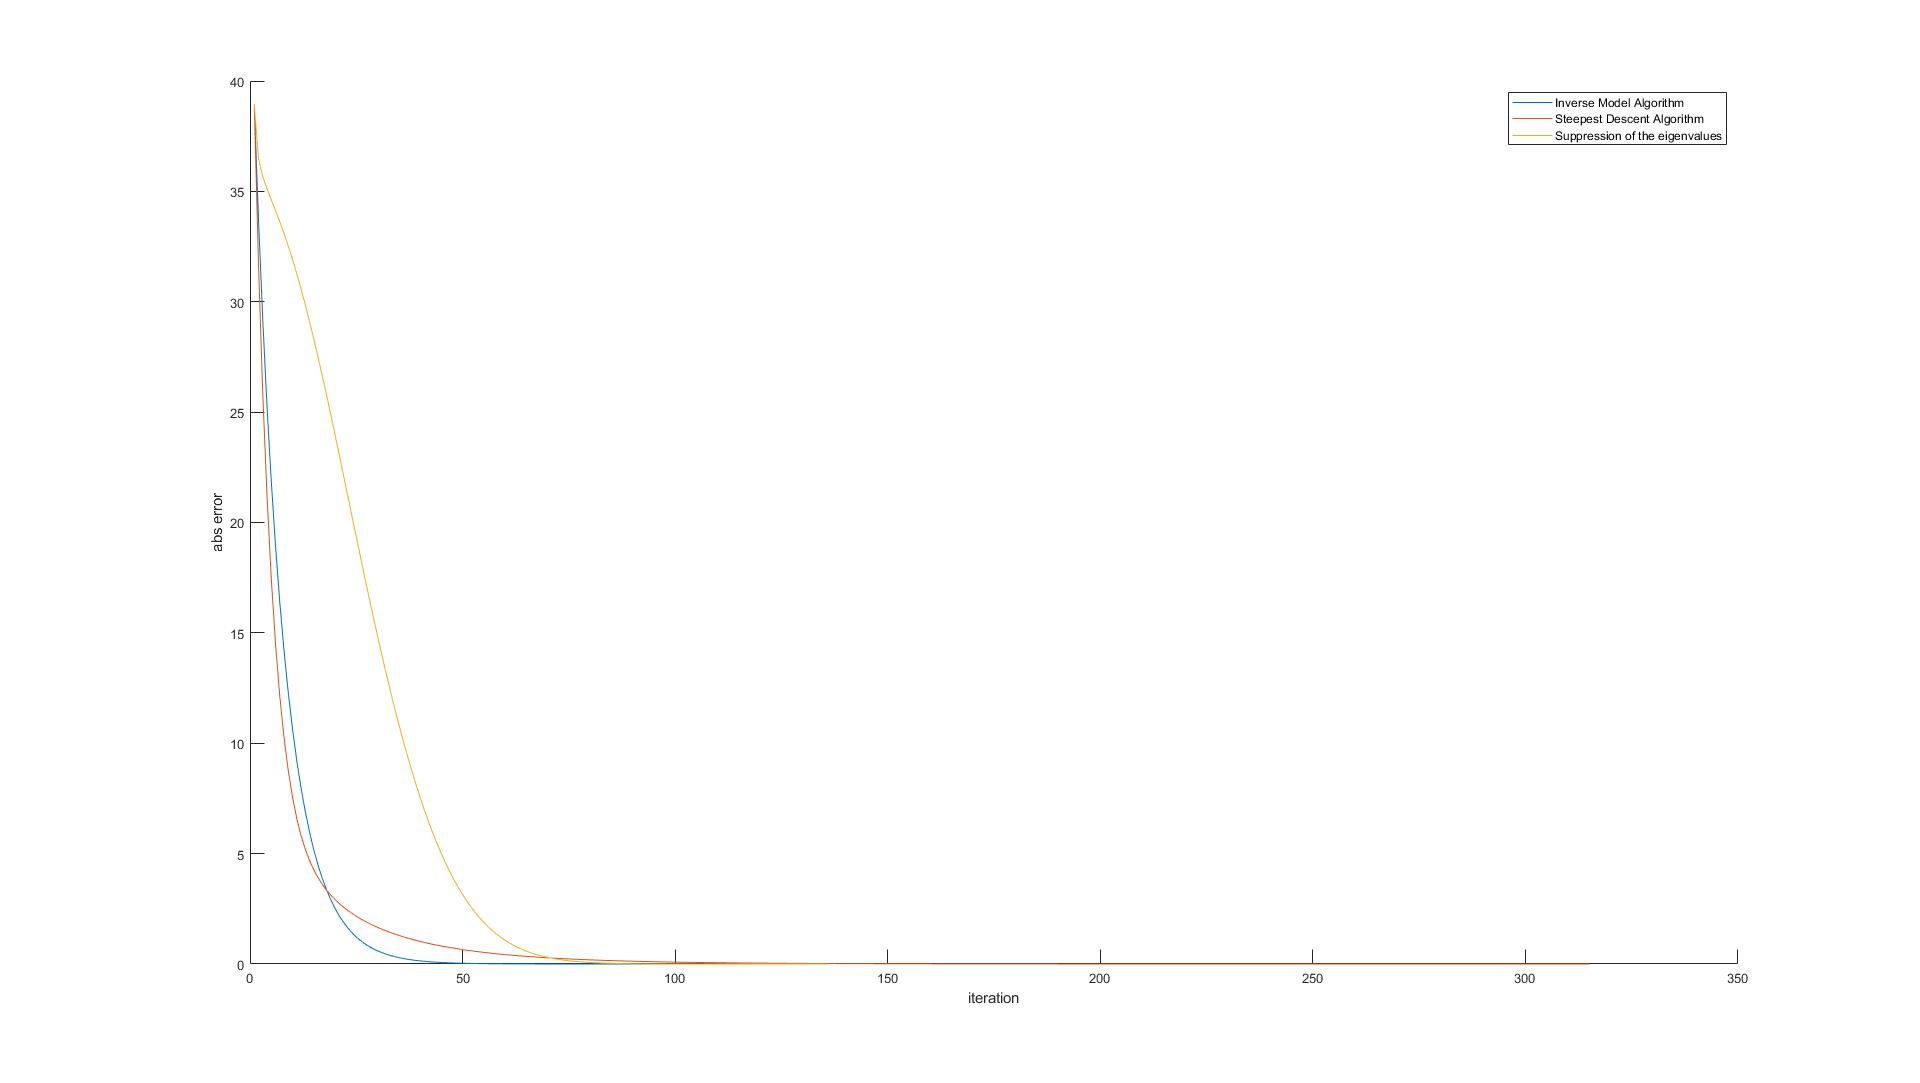 40
35
30
25
20
15
10
5
0
abs error
0 50 100 150 200 250 300 350
iteration
Inverse Model Algorithm
Steepest Descent Algorithm
Suppression of the eigenvalues